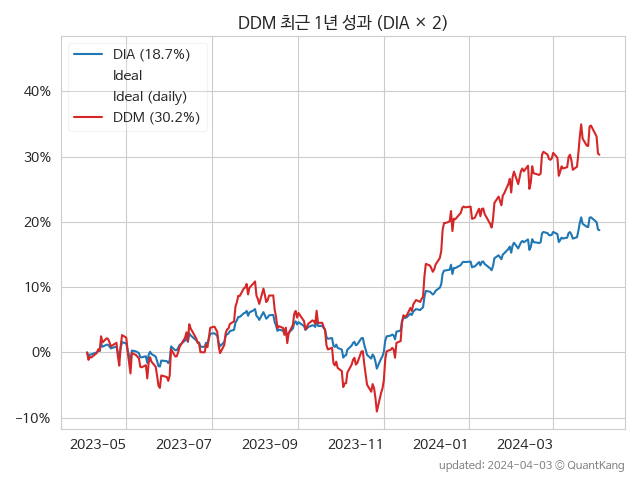 DDM 최근 1년 성과 (DIA × 2)
DIA (18.7%)
Ideal
Ideal (daily)
DDM (30.2%)
40%
30%
20%
10%
0%
−10%
2023−05
2023−07
2023−09
2023−11
2024−01
2024−03
updated: 2024-04-03 © QuantKang